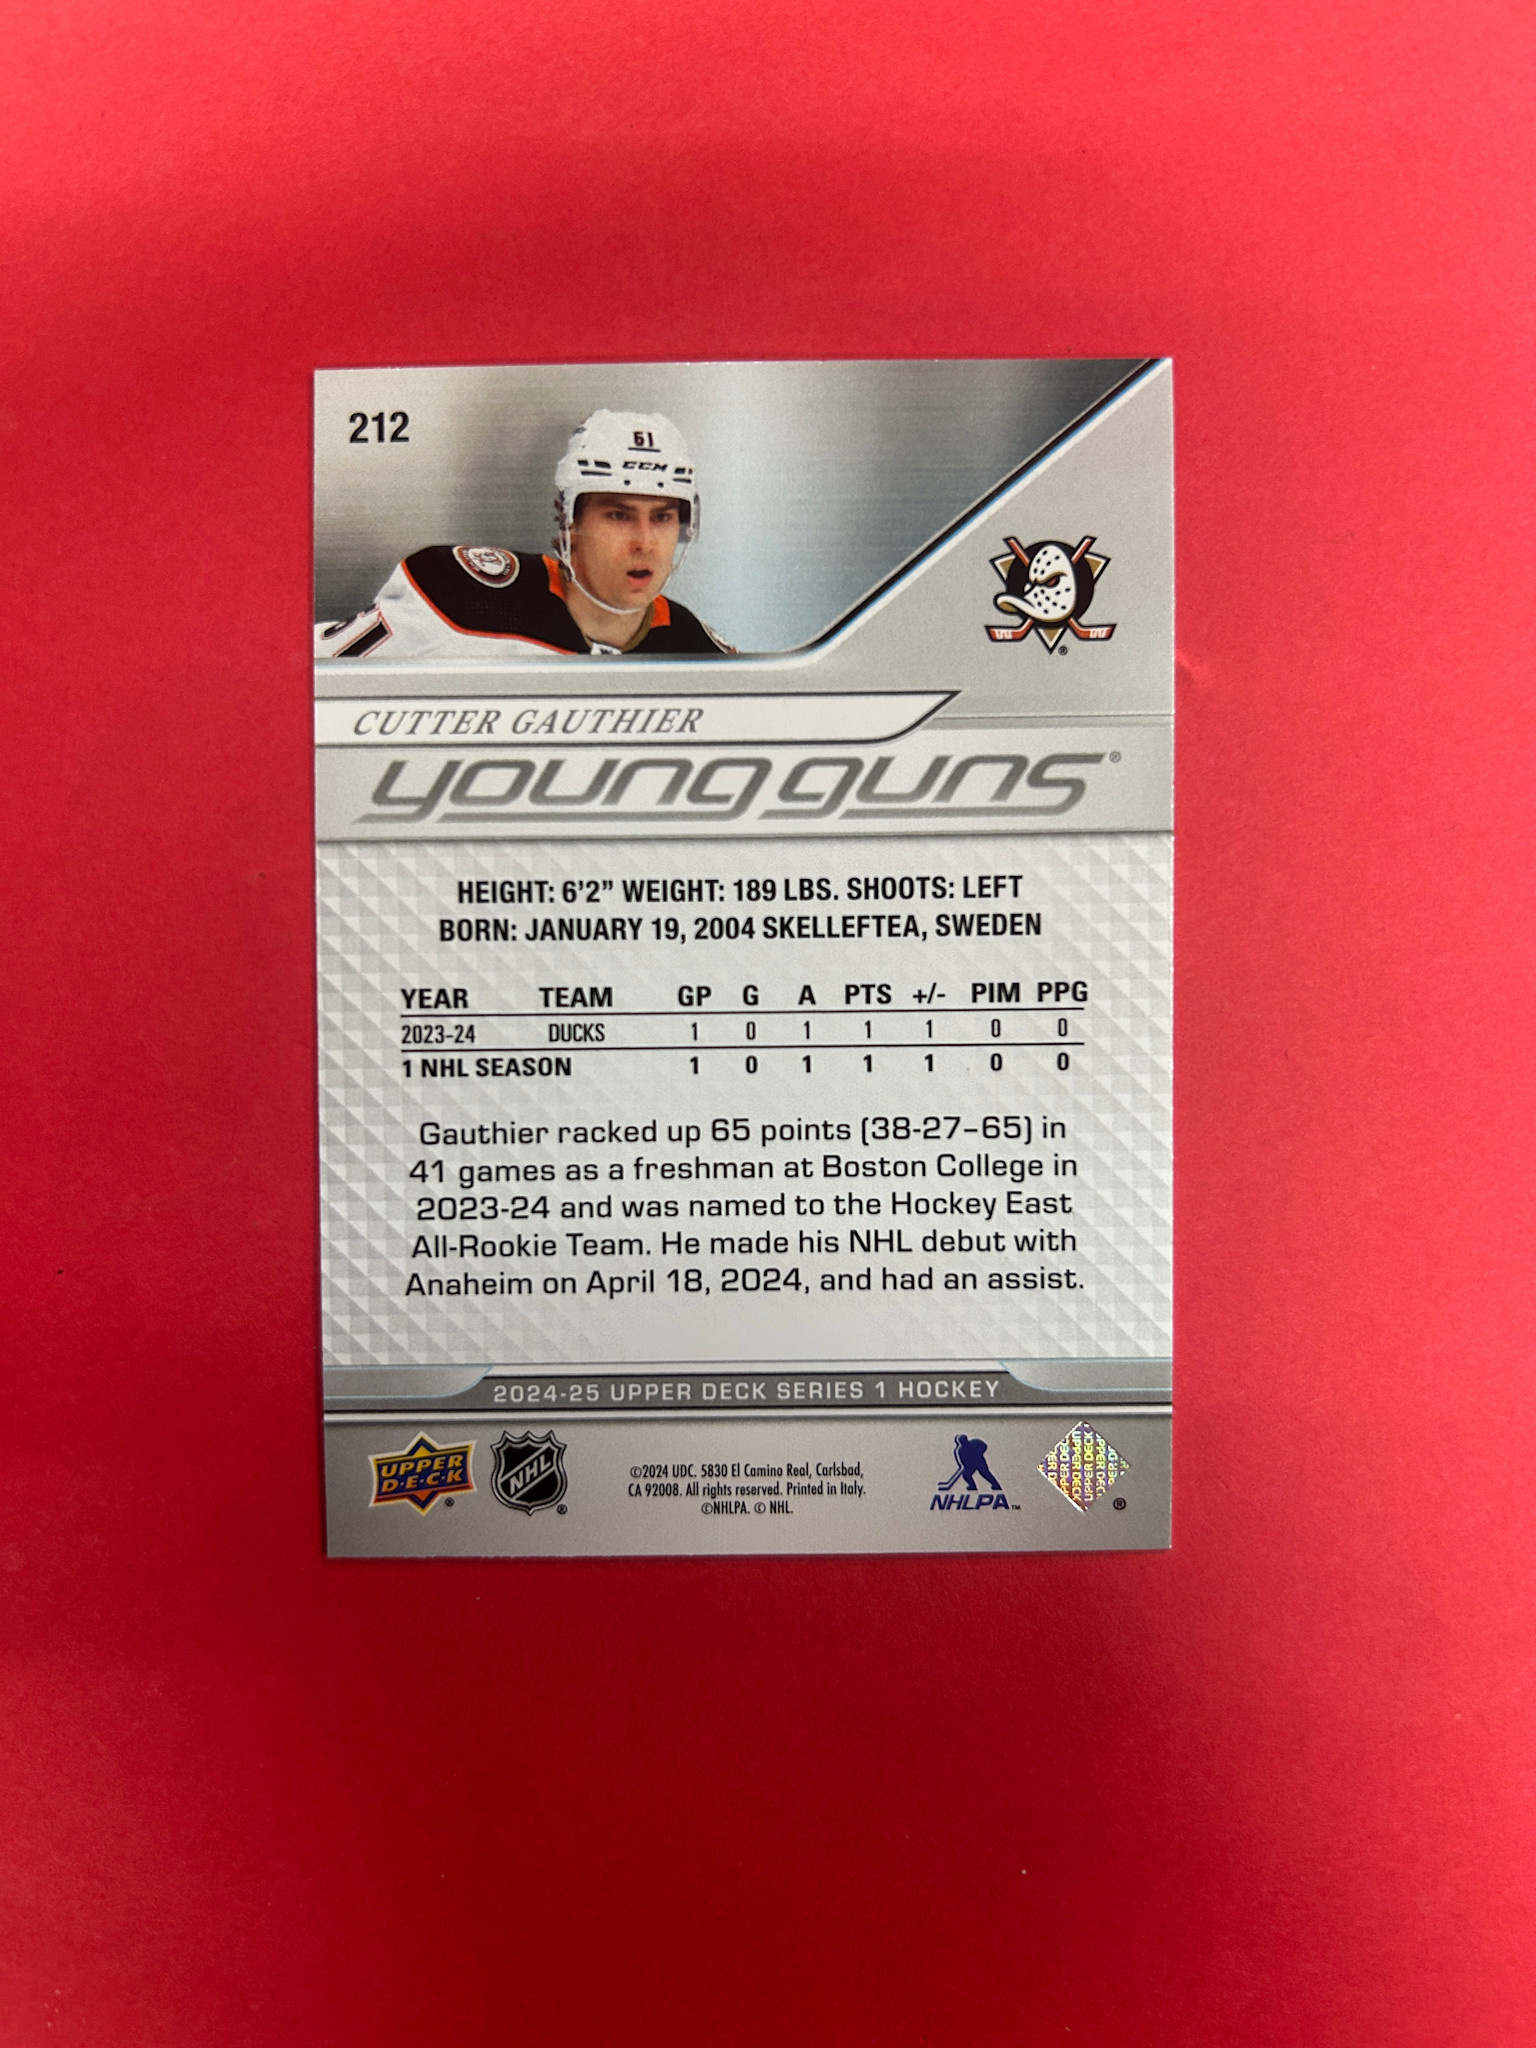 212
61
CCM
61
CUTTER GAUTHIER
young guns®
HEIGHT: 6'2” WEIGHT: 189 LBS. SHOOTS: LEFT
BORN: JANUARY 19, 2004 SKELLEFTEA, SWEDEN
YEAR TEAM GP G A PTS +/- PIM PPG
2023-24 DUCKS 1 0 1 1 1 0 0
1 NHL SEASON 1 0 1 1 1 0 0
Gauthier racked up 65 points (38-27–65) in
41 games as a freshman at Boston College in
2023-24 and was named to the Hockey East
All-Rookie Team. He made his NHL debut with
Anaheim on April 18, 2024, and had an assist.
2024-25 UPPER DECK SERIES 1 HOCKEY
UPPER
D·E·C·K ®
NHL ®
©2024 UDC. 5830 El Camino Real, Carlsbad,
CA 92008. All rights reserved. Printed in Italy.
©NHLPA. © NHL.
NHLPA™
UPPER DECK ®